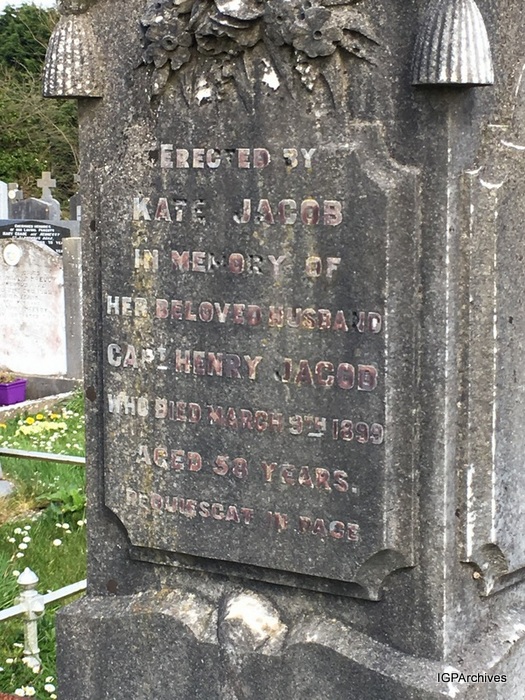 ERECTED BY
KATE JACOB
IN MEMORY OF
HER BELOVED HUSBAND
CAPT HENRY JACOB
WHO DIED MARCH 9TH 1899
AGED 58 YEARS.
REQUIESCAT IN PACE
IGPArchives